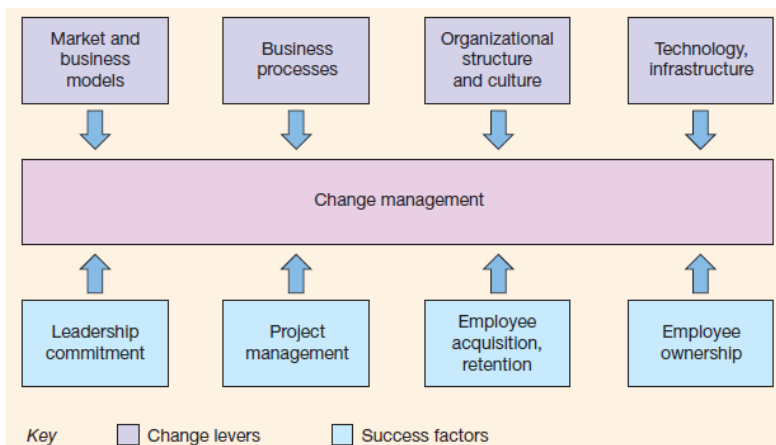 Market and
business
models
Business
processes
Organizational
structure
and culture
Technology,
infrastructure
Change management
Leadership
commitment
Project
management
Employee
acquisition,
retention
Employee
ownership
Key
Change levers
Success factors